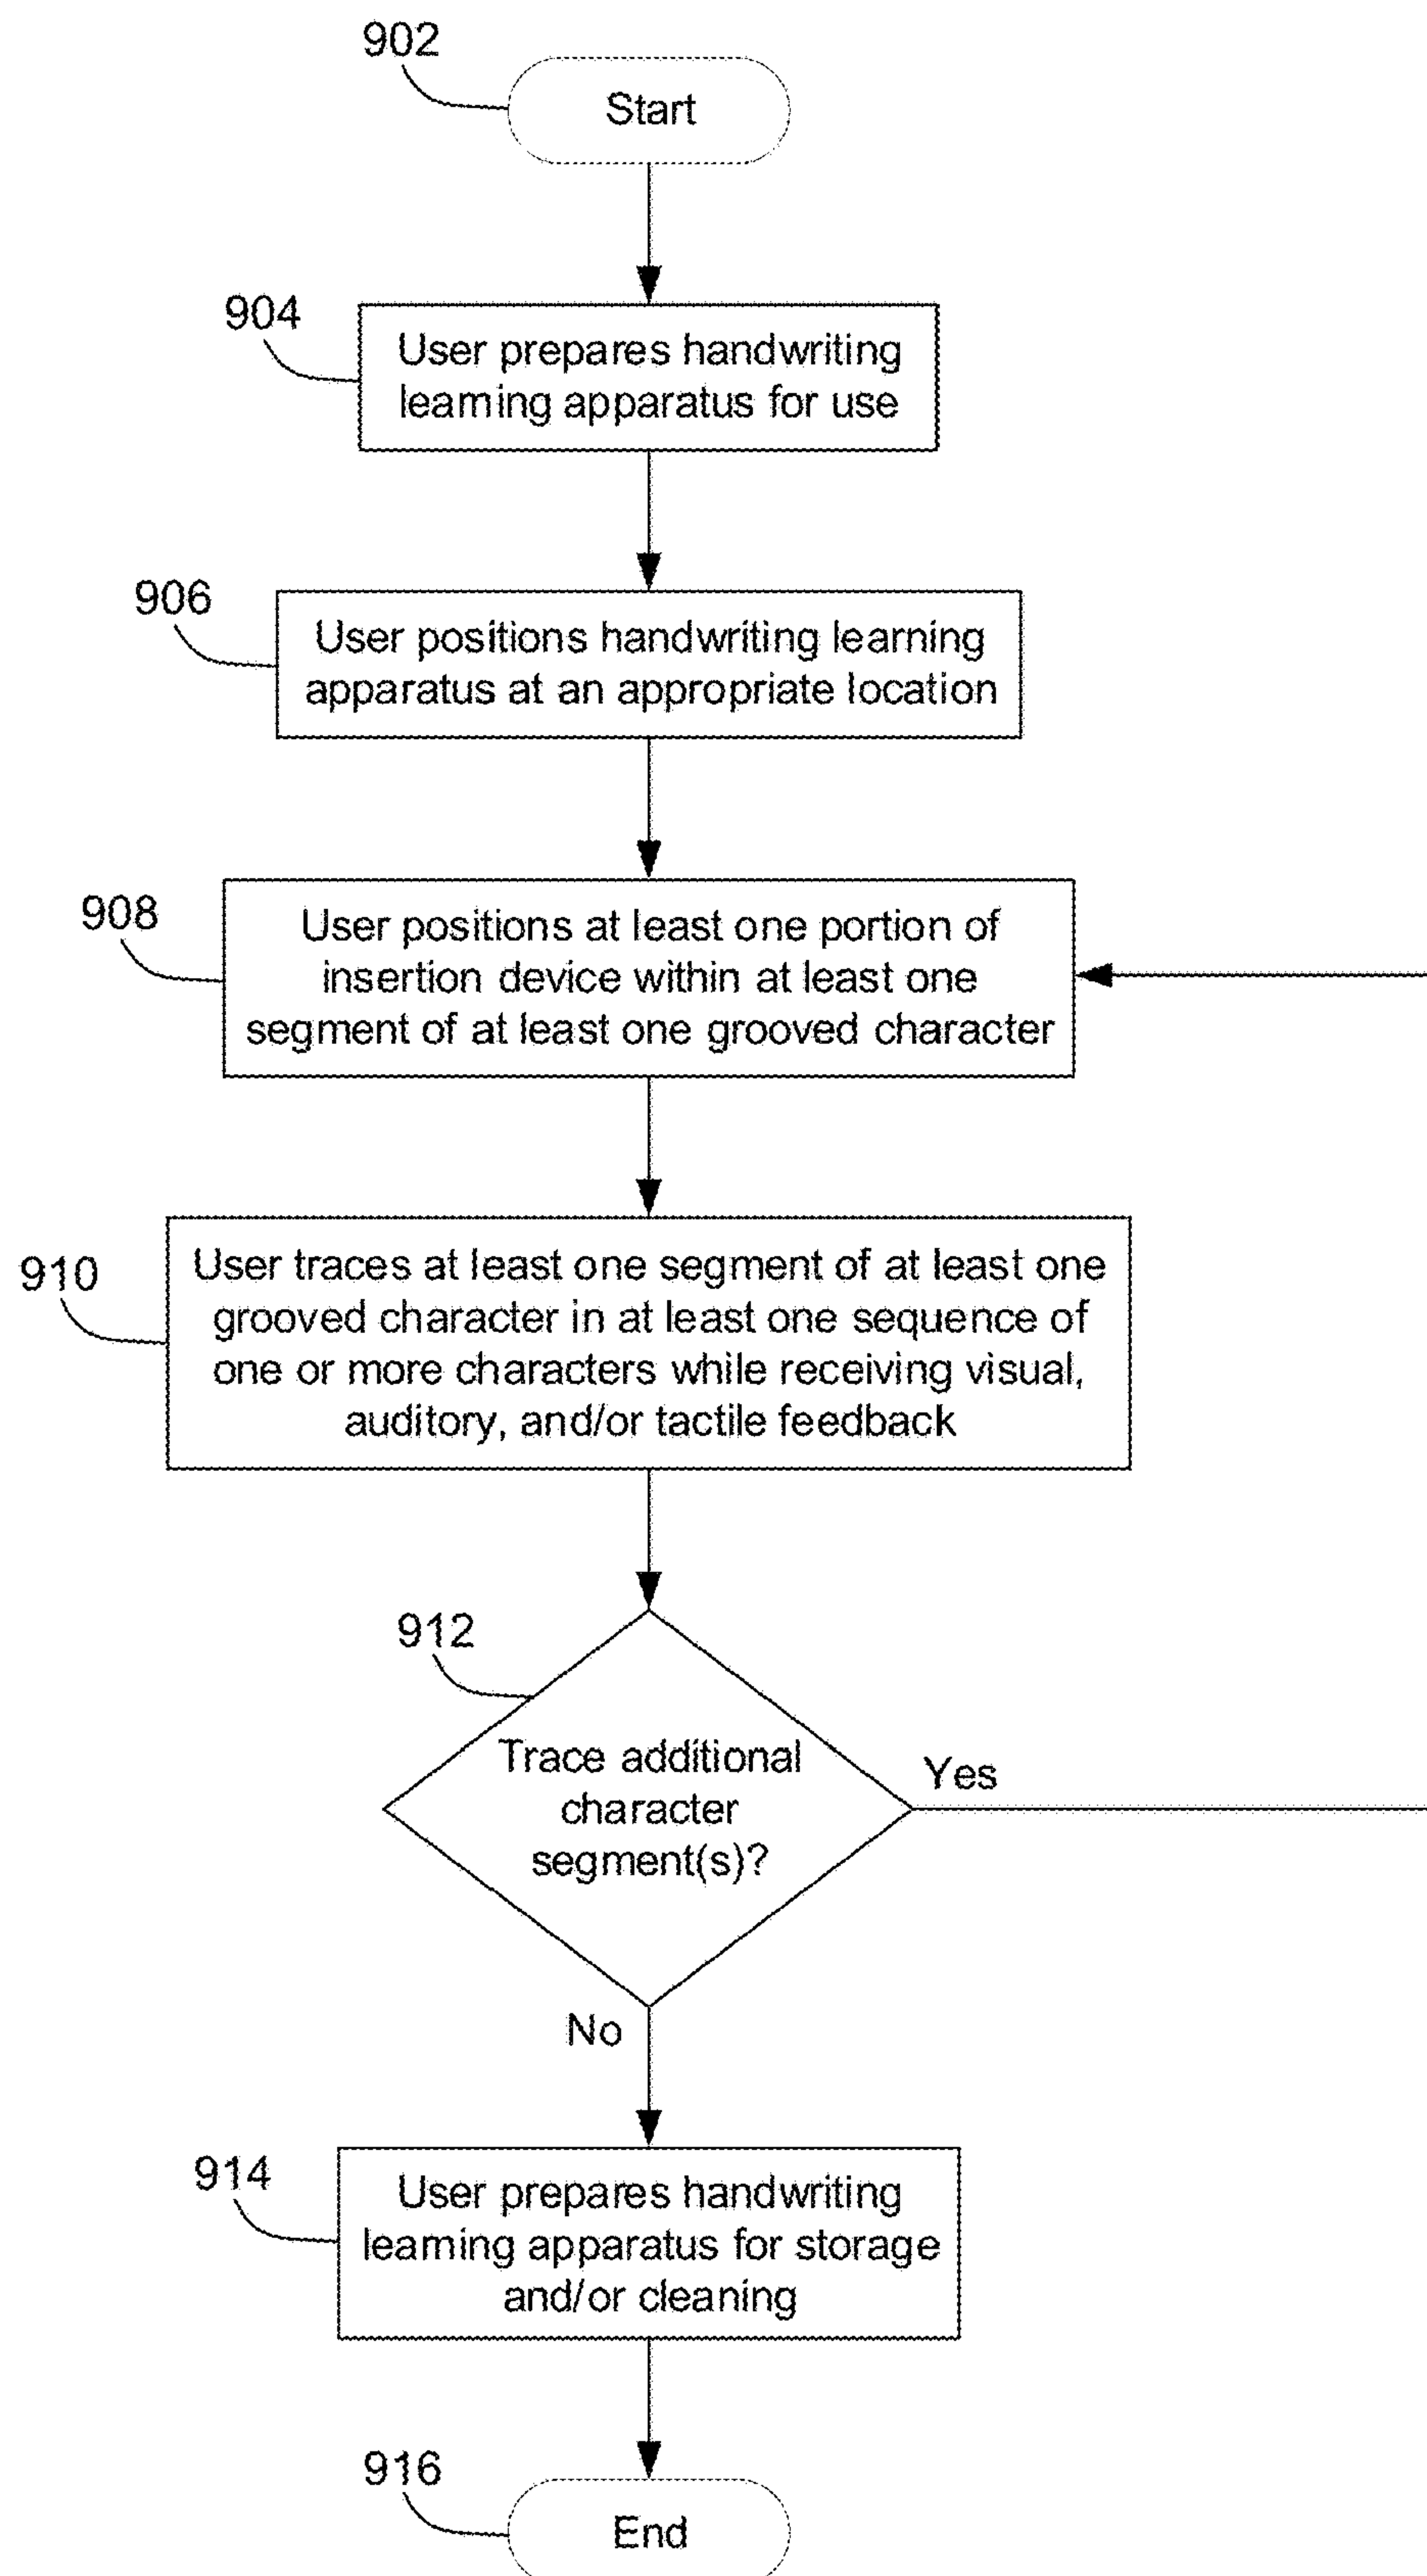 902
Start
904
User prepares handwriting
learning apparatus for use
906
User positions handwriting learning
apparatus at an appropriate location
908
User positions at least one portion of
insertion device within at least one
segment of at least one grooved character
910
User traces at least one segment of at least one
grooved character in at least one sequence of
one or more characters while receiving visual,
auditory, and/or tactile feedback
912
Trace additional
character
segment(s)?
Yes
No
914
User prepares handwriting
learning apparatus for storage
and/or cleaning
916
End